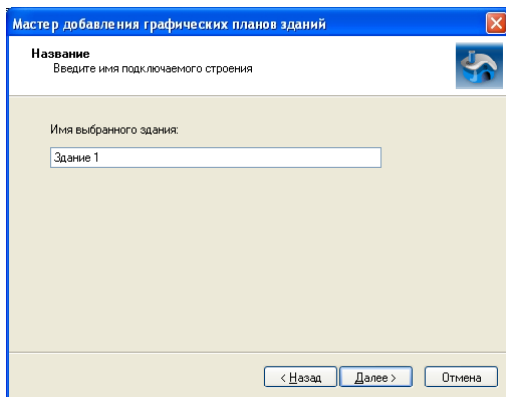 Мастер добавления графических планов зданий
Название
Введите имя подключаемого строения
Имя выбранного здания:
Здание 1
< Назад
Далее >
Отмена